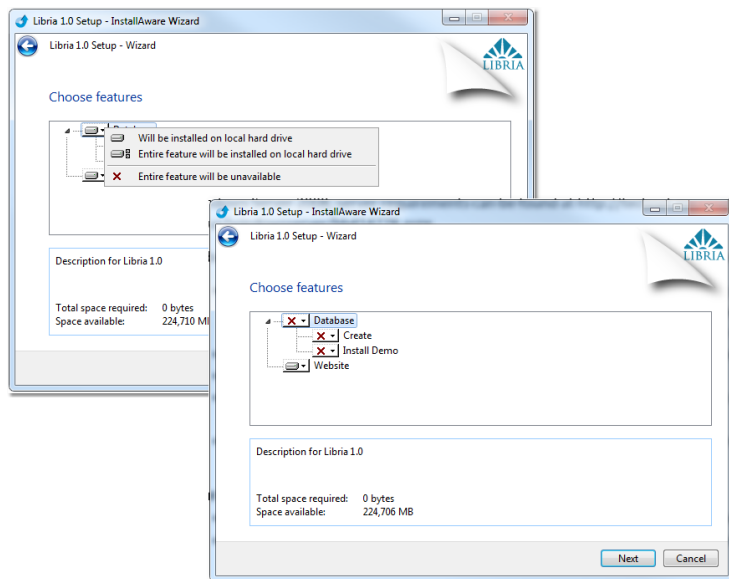 Libria 1.0 Setup - InstallAware Wizard
Libria 1.0 Setup - Wizard
LIBRIA
Choose features
Will be installed on local hard drive
Entire feature will be installed on local hard drive
Entire feature will be unavailable
Description for Libria 1.0
Total space required: 0 bytes
Space available: 224,710
Libria 1.0 Setup - InstallAware Wizard
Libria 1.0 Setup - Wizard
LIBRIA
Choose features
Database
Create
Install Demo
Website
Description for Libria 1.0
Total space required: 0 bytes
Space available: 224,706 MB
Next Cancel